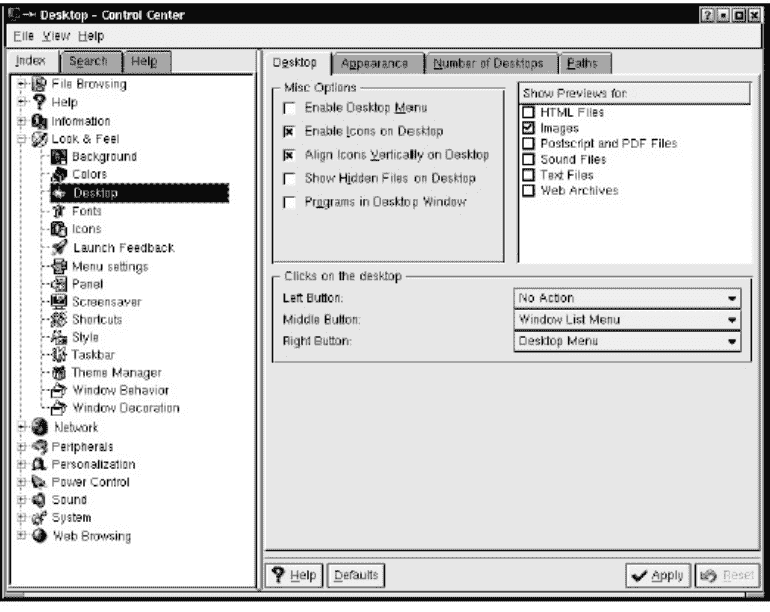 Desktop - Control Center
File View Help
Index Search Help
File Browsing
Help
Information
Look & Feel
Background
Colors
Desktop
Fonts
Icons
Launch Feedback
Menu settings
Panel
Screensaver
Shortcuts
Style
Taskbar
Theme Manager
Window Behavior
Window Decoration
Network
Peripherals
Personalization
Power Control
Sound
System
Web Browsing
Desktop Appearance Number of Desktops Paths
Misc Options
Enable Desktop Menu
Enable Icons on Desktop
Align Icons Vertically on Desktop
Show Hidden Files on Desktop
Programs in Desktop Window
Show Previews for:
HTML Files
Images
Postscript and PDF Files
Sound Files
Text Files
Web Archives
Clicks on the desktop
Left Button: No Action
Middle Button: Window List Menu
Right Button: Desktop Menu
Help Defaults Apply Reset